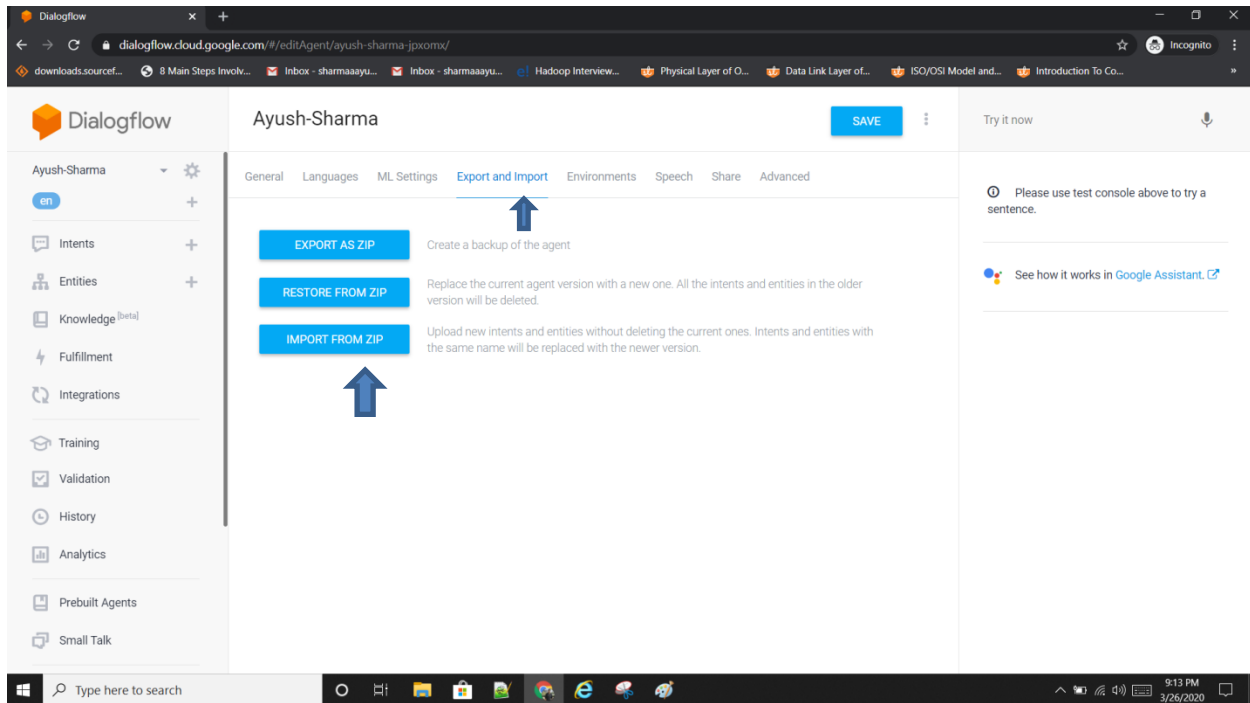 Dialogflow
dialogflow.cloud.google.com/#/editAgent/ayush-sharma-jpxomx/
Incognito
downloads.sourcef... 8 Main Steps Involv... Inbox - sharmaaayu... Inbox - sharmaaayu... Hadoop Interview... Physical Layer of O... Data Link Layer of... ISO/OSI Model and... Introduction To Co... »
Dialogflow
Ayush-Sharma
SAVE
Try it now
Ayush-Sharma
en
General Languages ML Settings Export and Import Environments Speech Share Advanced
Please use test console above to try a
sentence.
Intents
Entities
Knowledge [beta]
Fulfillment
Integrations
Training
Validation
History
Analytics
Prebuilt Agents
Small Talk
EXPORT AS ZIP Create a backup of the agent
RESTORE FROM ZIP
Replace the current agent version with a new one. All the intents and entities in the older
version will be deleted.
IMPORT FROM ZIP
Upload new intents and entities without deleting the current ones. Intents and entities with
the same name will be replaced with the newer version.
See how it works in Google Assistant.
Type here to search
9:13 PM
3/26/2020